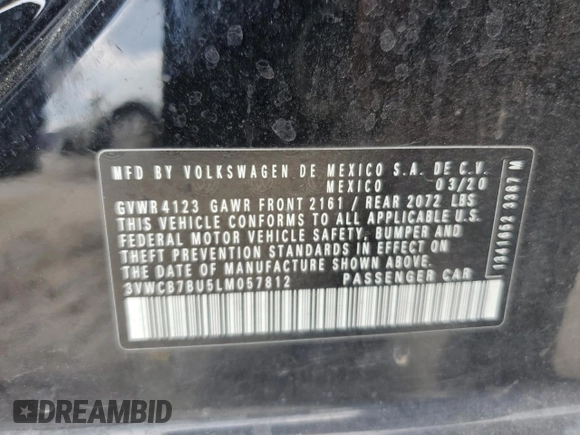 MFD BY VOLKSWAGEN DE MEXICO S.A. DE C.V.
MEXICO 03/20
GVWR 4123 GAWR FRONT 2161 / REAR 2072 LBS
THIS VEHICLE CONFORMS TO ALL APPLICABLE U.S.
FEDERAL MOTOR VEHICLE SAFETY, BUMPER, AND
THEFT PREVENTION STANDARDS IN EFFECT ON
THE DATE OF MANUFACTURE SHOWN ABOVE.
3VWCB7BU5LM057812 PASSENGER CAR
DREAMBID